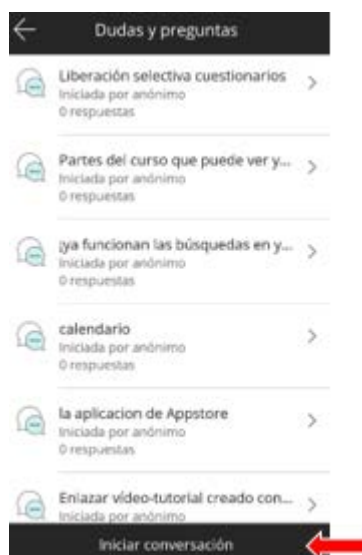 Dudas y preguntas
Liberación selectiva cuestionarios
Iniciada por anónimo
0 respuestas
Partes del curso que puede ver y...
Iniciada por anónimo
0 respuestas
¡ya funcionan las búsquedas en y...
Iniciada por anónimo
0 respuestas
calendario
Iniciada por anónimo
0 respuestas
la aplicacion de Appstore
Iniciada por anónimo
0 respuestas
Enlazar vídeo-tutorial creado con...
Iniciada por anónimo
Iniciar conversación